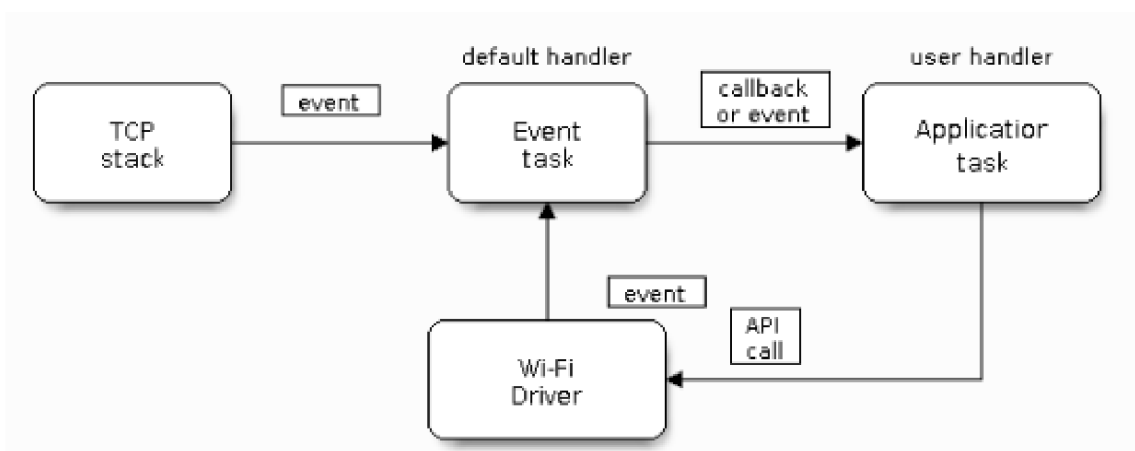 default handler
user handler
event
callback
or event
TCP
stack
Event
task
Application
task
event
API
call
Wi-Fi
Driver